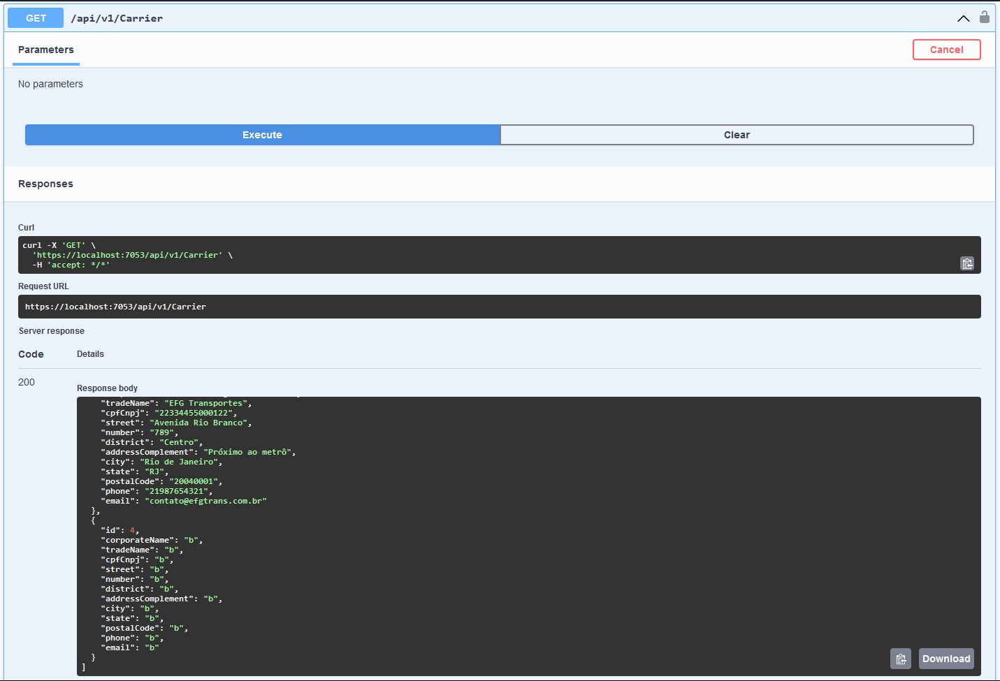 GET /api/v1/Carrier
Parameters
Cancel
No parameters
Execute
Clear
Responses
Curl
curl -X 'GET' \
  'https://localhost:7053/api/v1/Carrier' \
  -H 'accept: */*'
Request URL
https://localhost:7053/api/v1/Carrier
Server response
Code Details
200
Response body
    "tradeName": "EFG Transportes",
    "cpfCnpj": "22334455000122",
    "street": "Avenida Rio Branco",
    "number": "789",
    "district": "Centro",
    "addressComplement": "Próximo ao metrô",
    "city": "Rio de Janeiro",
    "state": "RJ",
    "postalCode": "20040001",
    "phone": "21987654321",
    "email": "contato@efgtrans.com.br"
  },
  {
    "id": 4,
    "corporateName": "b",
    "tradeName": "b",
    "cpfCnpj": "b",
    "street": "b",
    "number": "b",
    "district": "b",
    "addressComplement": "b",
    "city": "b",
    "state": "b",
    "postalCode": "b",
    "phone": "b",
    "email": "b"
  }
]
Download